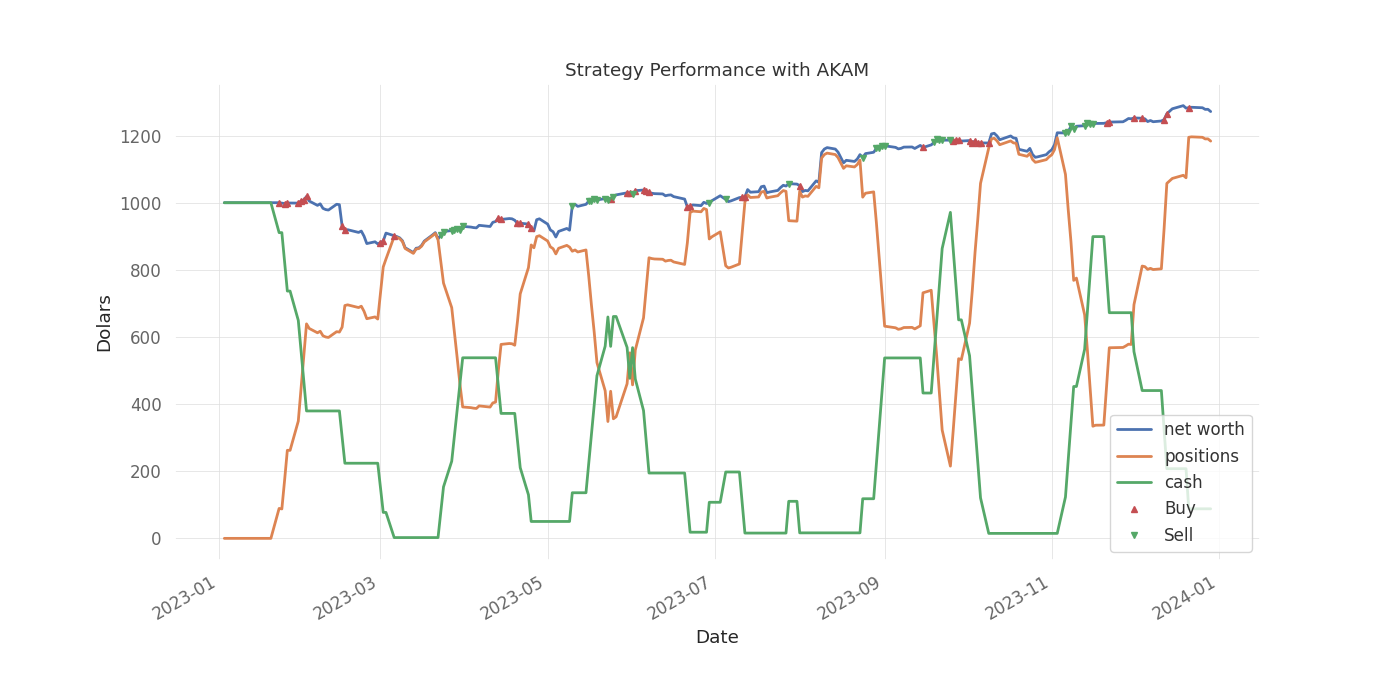 Strategy Performance with AKAM
Dolars
1200
1000
800
600
400
200
0
2023-01
2023-03
2023-05
2023-07
2023-09
2023-11
2024-01
Date
net worth
positions
cash
Buy
Sell